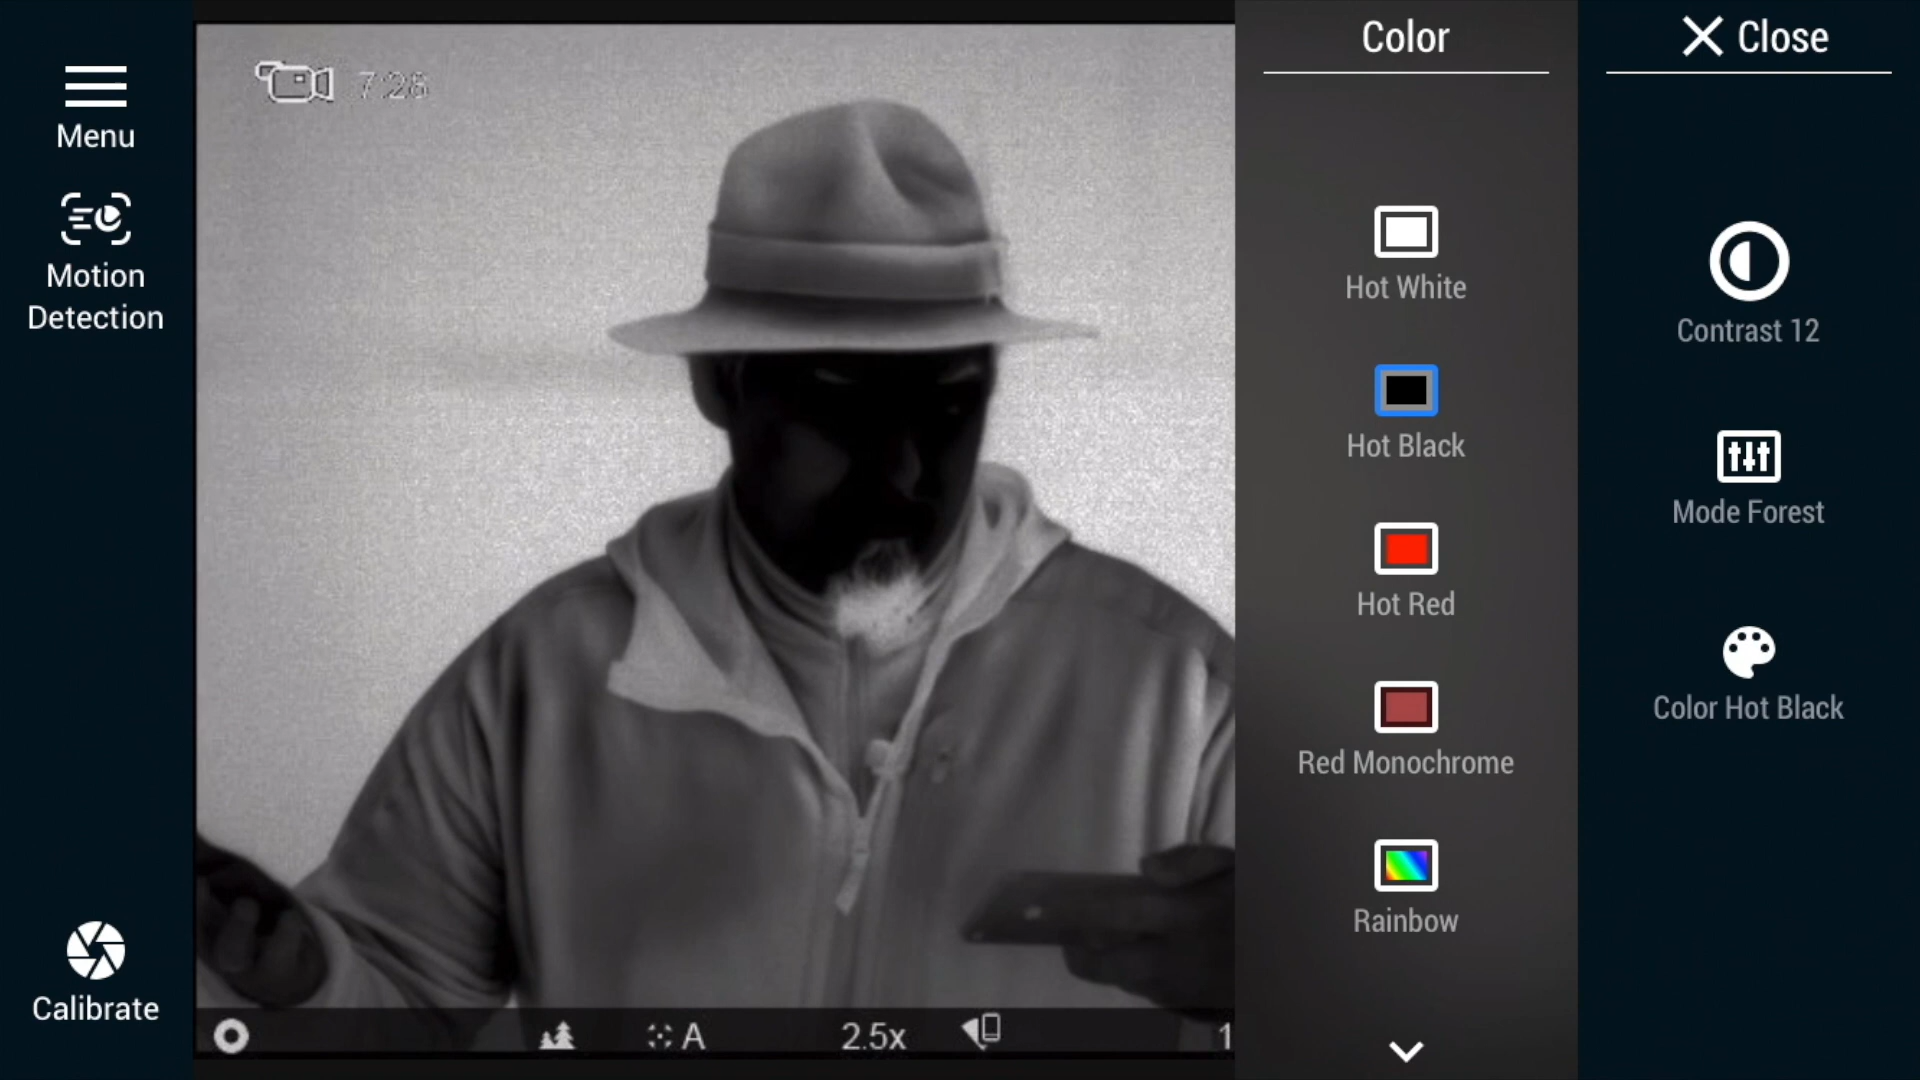 Menu
Motion
Detection
Calibrate
7:28
A
2.5x
1
Color
Hot White
Hot Black
Hot Red
Red Monochrome
Rainbow
Close
Contrast 12
Mode Forest
Color Hot Black